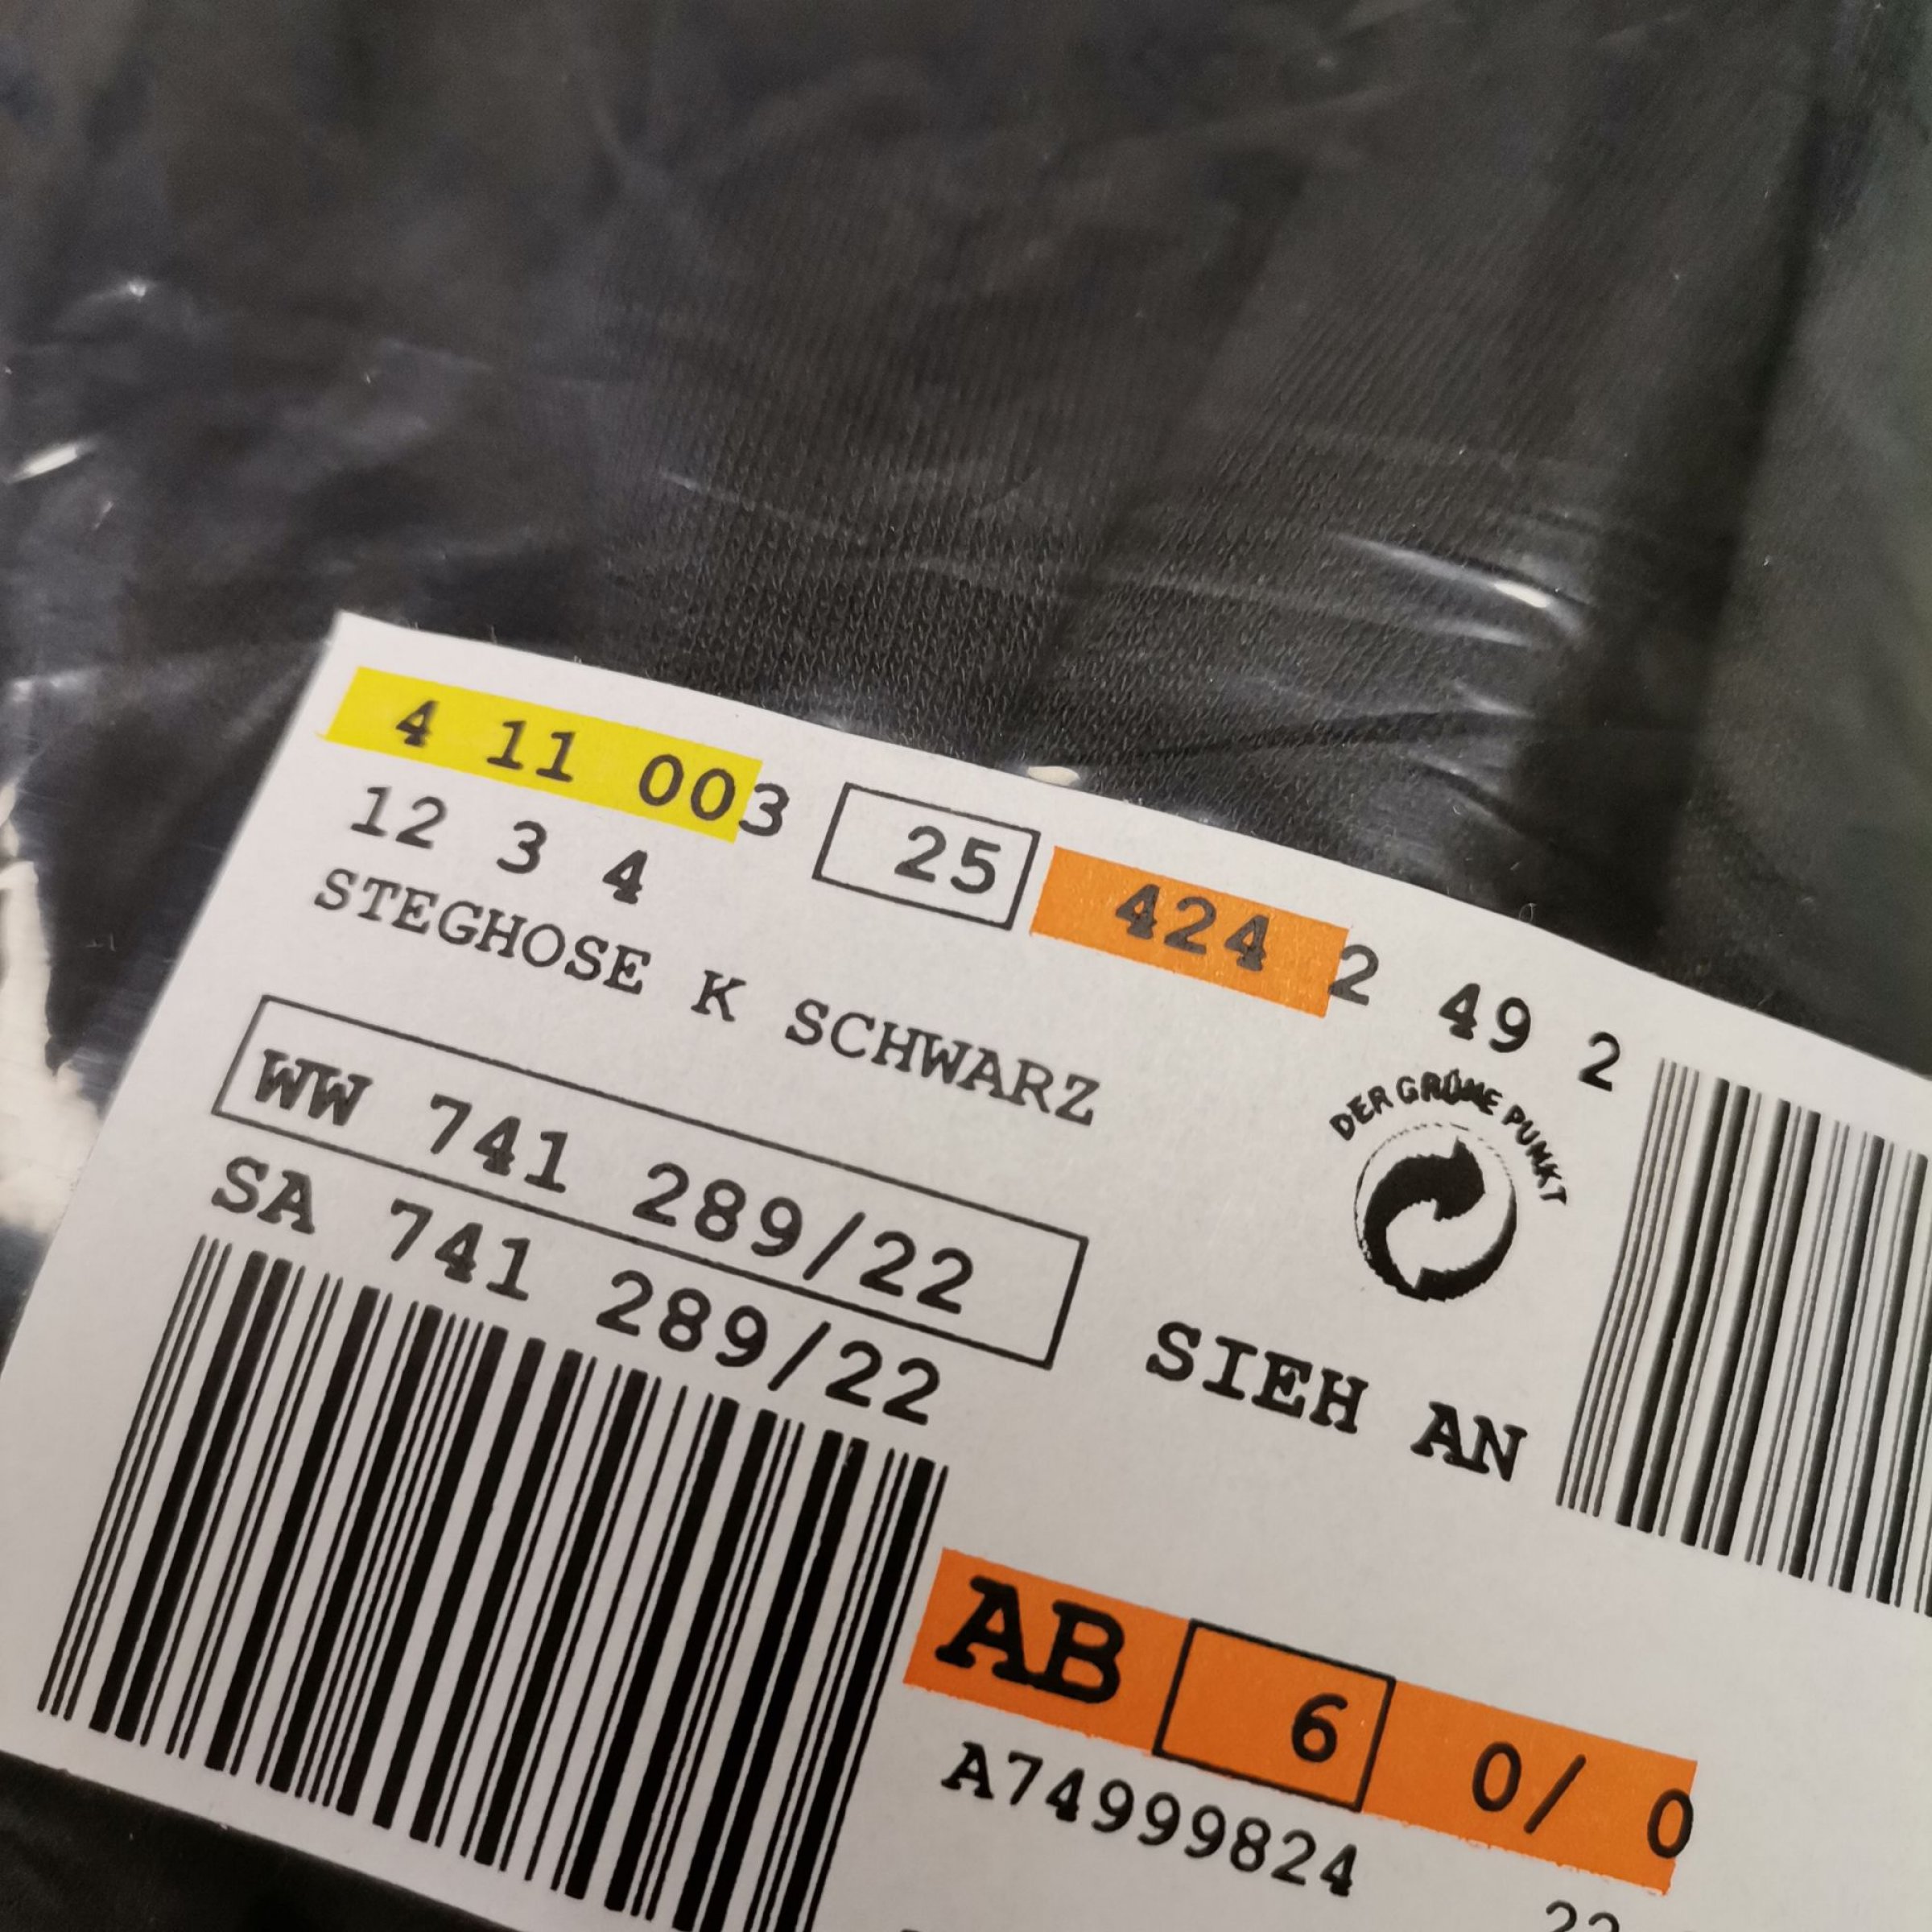 4 11 003 25 424 2 49 2
12 3 4
STEGHOSE K SCHWARZ
DER GRÜNE PUNKT
WW 741 289/22
SA 741 289/22
SIEH AN
AB 6 0/ 0
A74999824